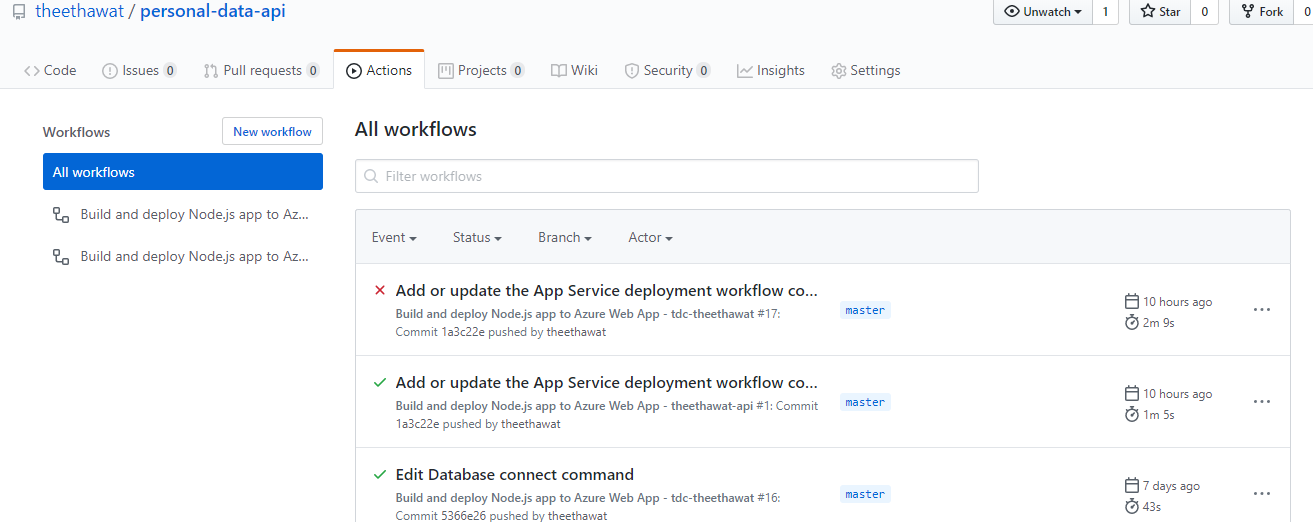 theethawat / personal-data-api
Unwatch 1 Star 0 Fork 0
Code Issues 0 Pull requests 0 Actions Projects 0 Wiki Security 0 Insights Settings
Workflows New workflow
All workflows
Build and deploy Node.js app to Az...
Build and deploy Node.js app to Az...
All workflows
Filter workflows
Event Status Branch Actor
Add or update the App Service deployment workflow co...
Build and deploy Node.js app to Azure Web App - tdc-theethawat #17:
Commit 1a3c22e pushed by theethawat
master
10 hours ago
2m 9s
Add or update the App Service deployment workflow co...
Build and deploy Node.js app to Azure Web App - theethawat-api #1: Commit
1a3c22e pushed by theethawat
master
10 hours ago
1m 5s
Edit Database connect command
Build and deploy Node.js app to Azure Web App - tdc-theethawat #16:
Commit 5366e26 pushed by theethawat
master
7 days ago
43s